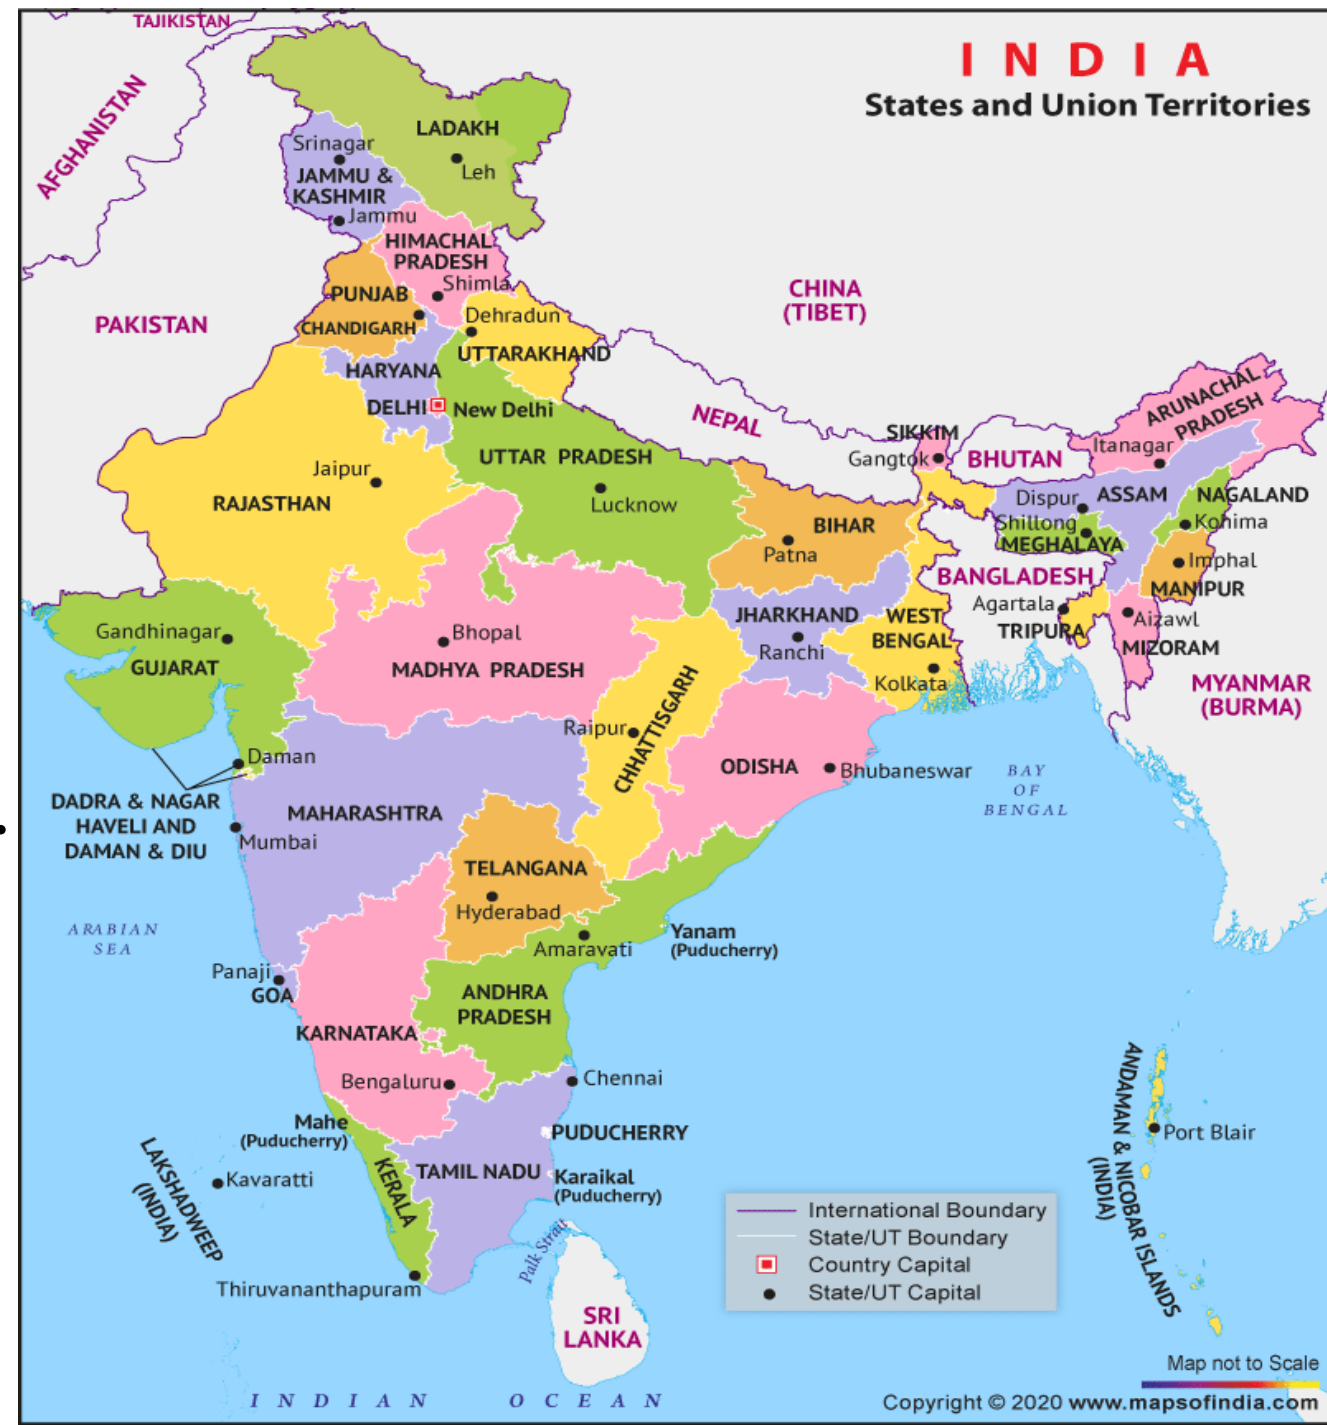 TAJIKISTAN
I N D I A
States and Union Territories
AFGHANISTAN
LADAKH
Leh
Srinagar
JAMMU &
KASHMIR
Jammu
HIMACHAL
PRADESH
Shimla
PUNJAB
CHANDIGARH
Dehradun
UTTARAKHAND
CHINA
(TIBET)
PAKISTAN
HARYANA
DELHI
New Delhi
NEPAL
SIKKIM
Gangtok
BHUTAN
ARUNACHAL
PRADESH
Itanagar
UTTAR PRADESH
Lucknow
Jaipur
RAJASTHAN
BIHAR
Patna
Dispur
ASSAM
NAGALAND
Kohima
Shillong
MEGHALAYA
Imphal
MANIPUR
BANGLADESH
Agartala
TRIPURA
Aizawl
MIZORAM
Gandhinagar
GUJARAT
Bhopal
MADHYA PRADESH
JHARKHAND
Ranchi
WEST
BENGAL
Kolkata
MYANMAR
(BURMA)
Raipur
CHHATTISGARH
ODISHA
Bhubaneswar
BAY
OF
BENGAL
Daman
DADRA & NAGAR
HAVELI AND
DAMAN & DIU
MAHARASHTRA
Mumbai
TELANGANA
Hyderabad
ARABIAN
SEA
Amaravati
Yanam
(Puducherry)
Panaji
GOA
ANDHRA
PRADESH
KARNATAKA
Bengaluru
Chennai
Mahe
(Puducherry)
PUDUCHERRY
KERALA
TAMIL NADU
Karaikal
(Puducherry)
LAKSHADWEEP
(INDIA)
Kavaratti
Thiruvananthapuram
Palk Strait
SRI
LANKA
ANDAMAN & NICOBAR ISLANDS
(INDIA)
Port Blair
International Boundary
State/UT Boundary
Country Capital
State/UT Capital
Map not to Scale
I N D I A N O C E A N
Copyright © 2020 www.mapsofindia.com